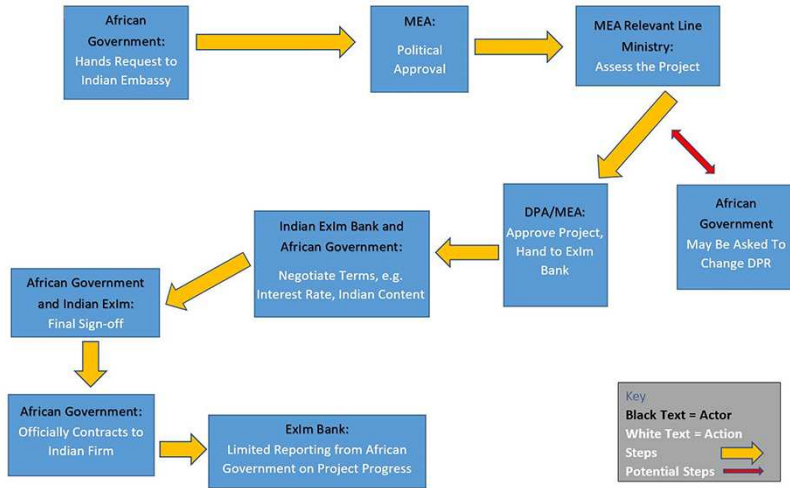 African
Government:
Hands Request to
Indian Embassy
MEA:
Political
Approval
MEA Relevant Line
Ministry:
Assess the Project
African
Government
May Be Asked To
Change DPR
DPA/MEA:
Approve Project,
Hand to ExIm
Bank
Indian ExIm Bank and
African Government:
Negotiate Terms, e.g.
Interest Rate, Indian Content
African Government
and Indian ExIm:
Final Sign-off
African Government:
Officially Contracts to
Indian Firm
ExIm Bank:
Limited Reporting from African
Government on Project Progress
Key
Black Text = Actor
White Text = Action
Steps
Potential Steps